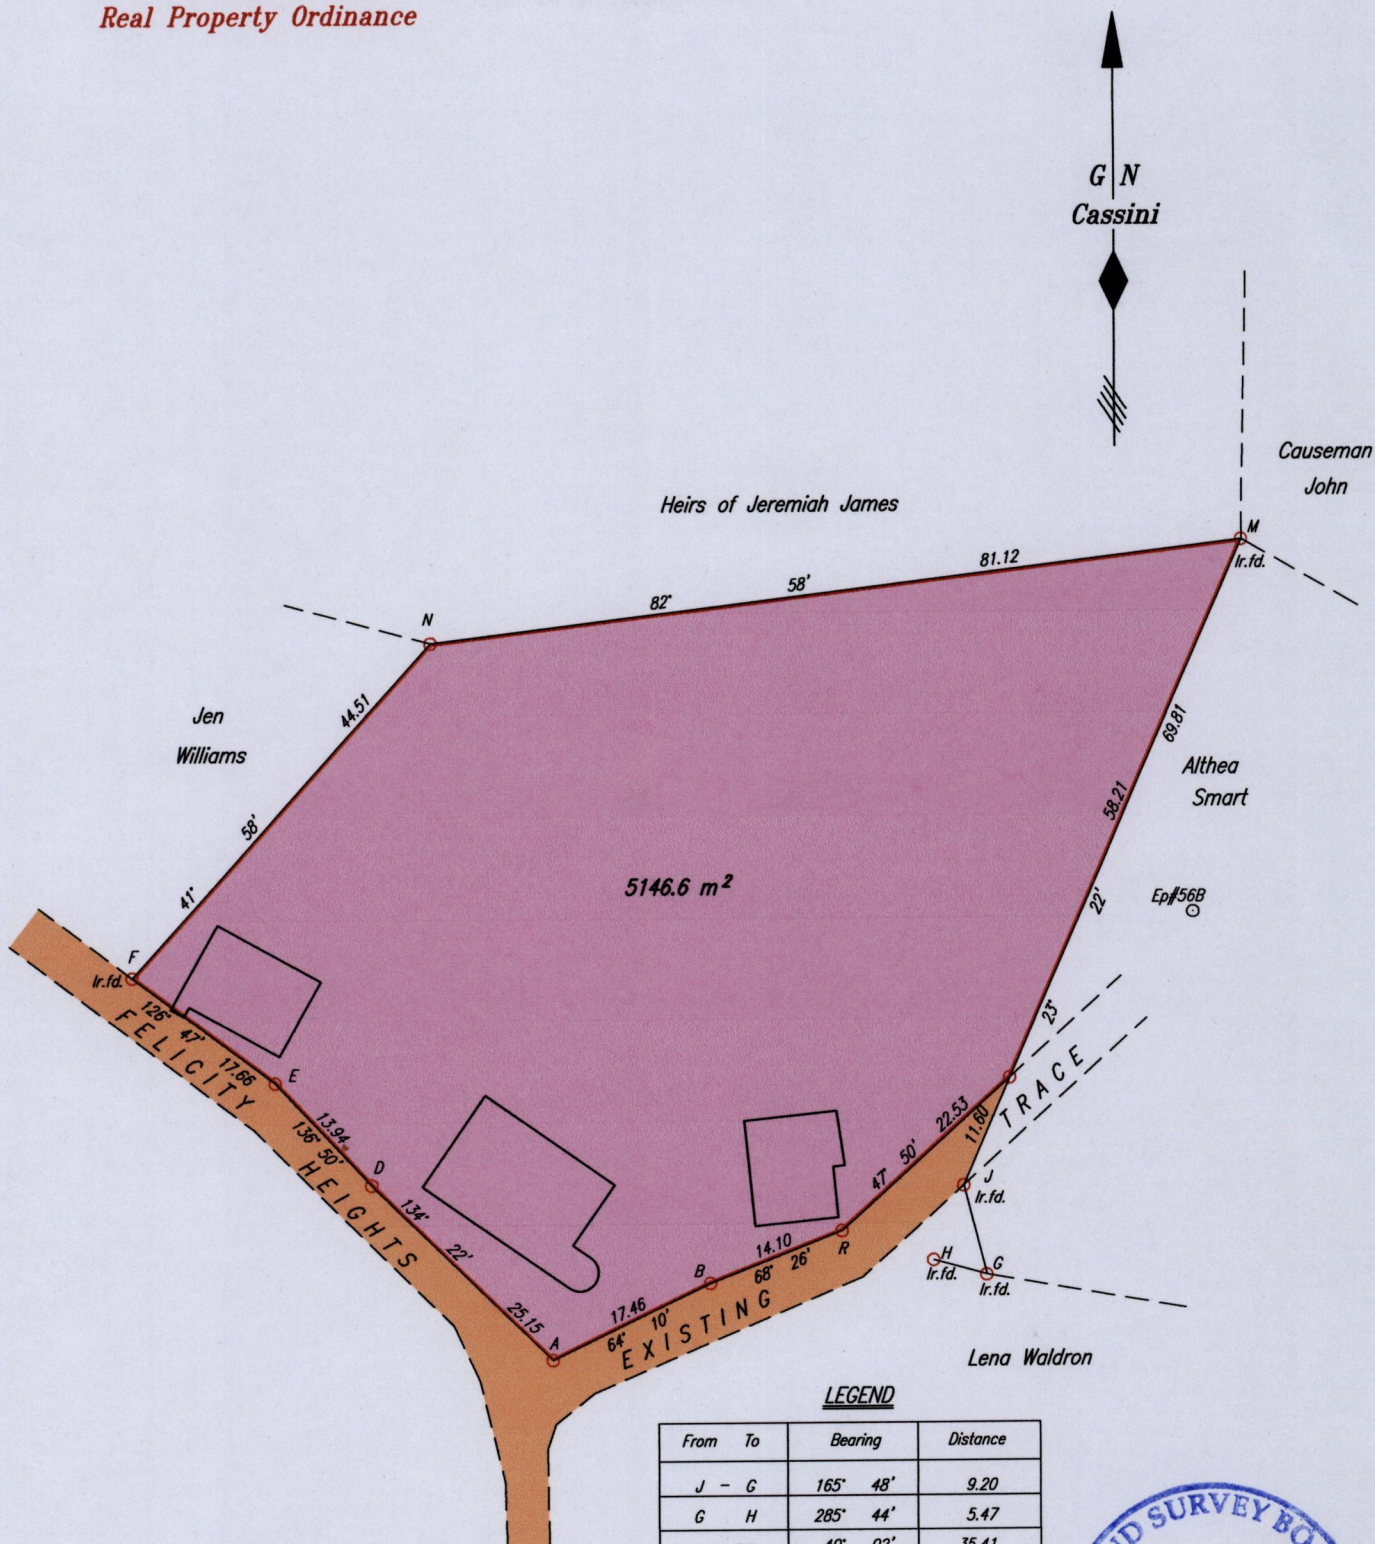 Real Property Ordinance
G N
Cassini
Causeman
John
Heirs of Jeremiah James
M
Ir.fd.
82° 58' 81.12
N
Jen
Williams
41° 58' 44.51
69.81
58.21
23° 22'
Althea
Smart
Ep#56B
5146.6 m²
F
Ir.fd.
126° 47' 17.66
FELICITY HEIGHTS
E
136° 50' 13.94
D
134° 22' 25.15
A
64° 10' 17.46
B
68° 26' 14.10
R
47° 50' 22.53
11.60
EXISTING TRACE
J
Ir.fd.
H
Ir.fd.
G
Ir.fd.
Lena Waldron
LEGEND
From To Bearing Distance
J - G 165° 48' 9.20
G H 285° 44' 5.47
35.41
SURVEY